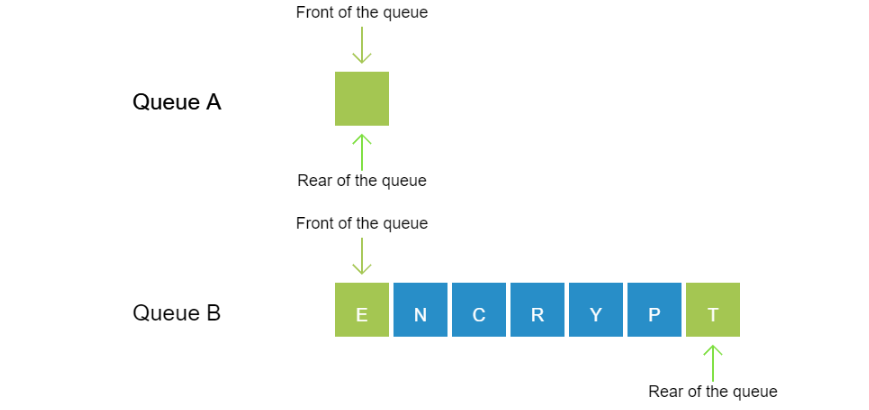 Front of the queue
Queue A
Rear of the queue
Front of the queue
Queue B
E N C R Y P T
Rear of the queue